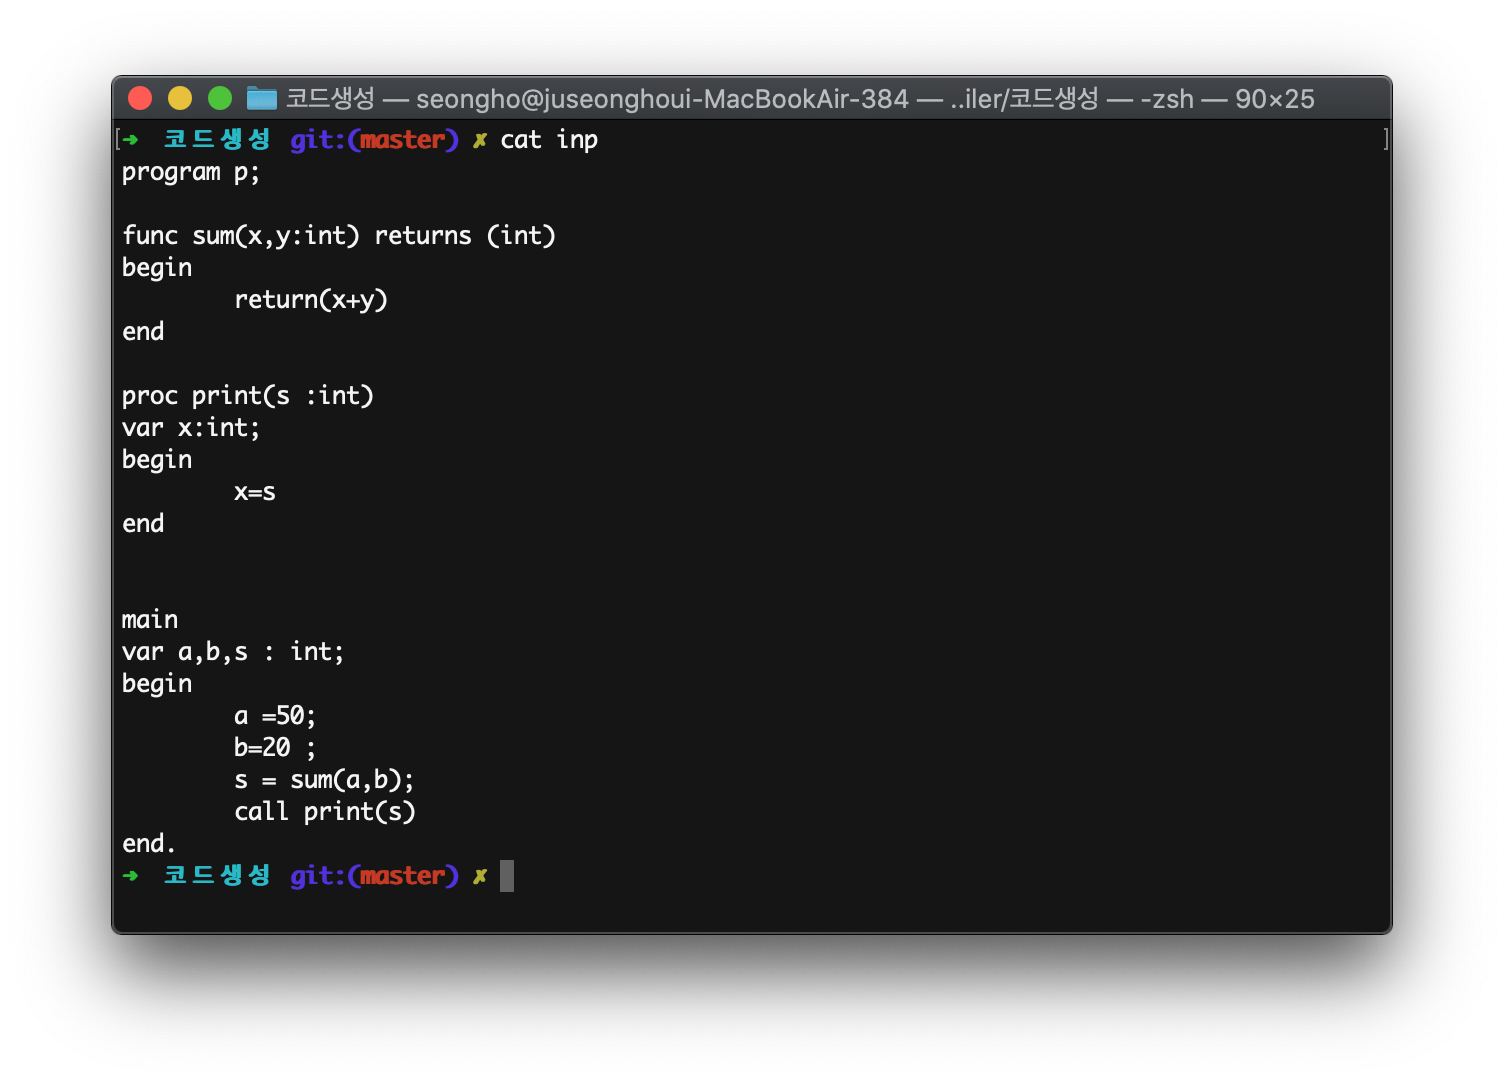 코드생성 — seongho@juseonghoui-MacBookAir-384 — ..iler/코드생성 — -zsh — 90×25
[➜  코드생성 git:(master) ✗ cat inp ]
program p;

func sum(x,y:int) returns (int)
begin
        return(x+y)
end

proc print(s :int)
var x:int;
begin
        x=s
end


main
var a,b,s : int;
begin
        a =50;
        b=20 ;
        s = sum(a,b);
        call print(s)
end.
➜  코드생성 git:(master) ✗